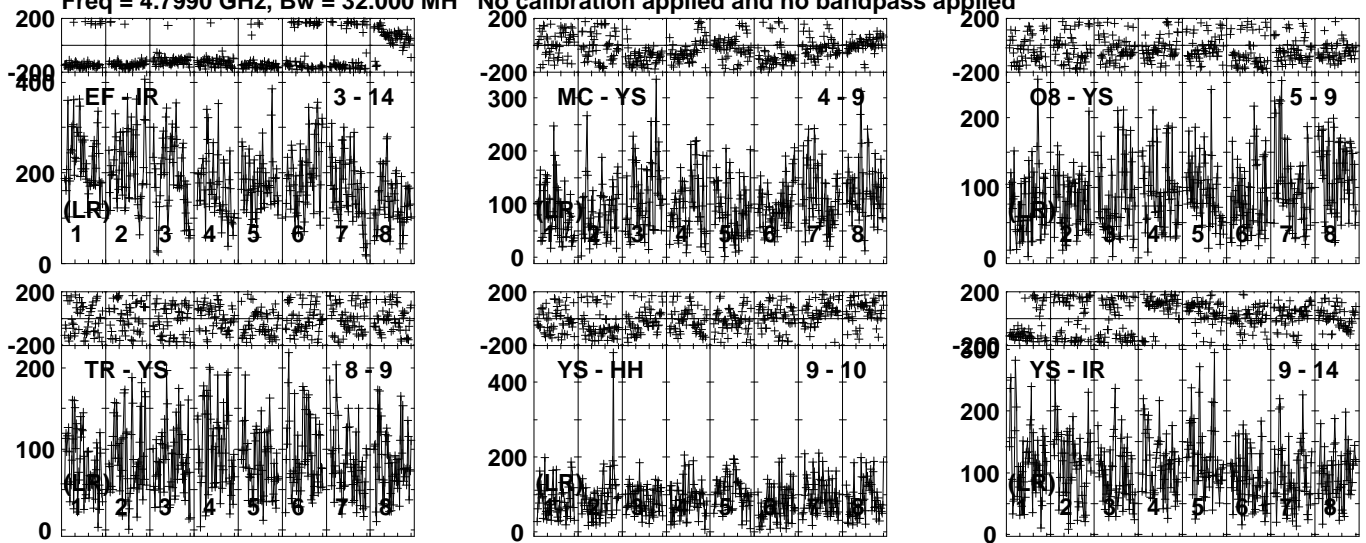 Freq = 4.7990 GHz, Bw = 32.000 MH No calibration applied and no bandpass applied
200 200 200
-200 -200 -200
400 EF - IR 3 - 14 MC - YS 4 - 9 O8 - YS 5 - 9
300 200
200 200
100 100
(LR) (LR) (LR)
1 2 3 4 5 6 7 8 1 2 3 4 5 6 7 8 1 2 3 4 5 6 7 8
0 0 0
200 200 200
-200 -200 -200
300
TR - YS 8 - 9 YS - HH 9 - 10 YS - IR 9 - 14
200 400 200
100 200 100
(LR) (LR) (LR)
1 2 3 4 5 6 7 8 1 2 3 4 5 6 7 8 1 2 3 4 5 6 7 8
0 0 0